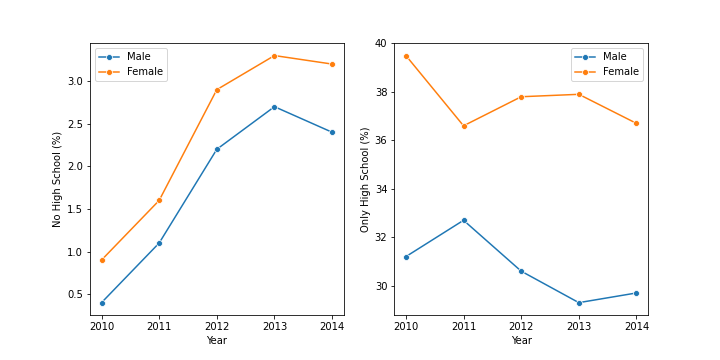 No High School (%)
3.0
2.5
2.0
1.5
1.0
0.5
Male
Female
2010 2011 2012 2013 2014
Year
Only High School (%)
40
38
36
34
32
30
Male
Female
2010 2011 2012 2013 2014
Year